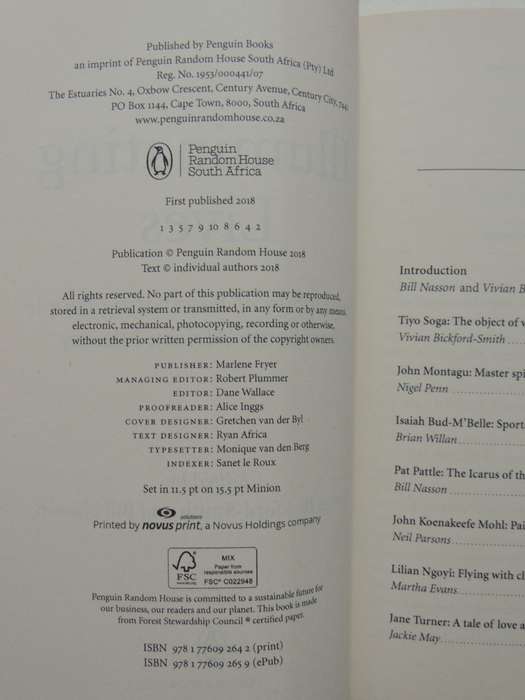 Published by Penguin Books
an imprint of Penguin Random House South Africa (Pty) Ltd
Reg. No. 1953/000441/07
The Estuaries No. 4, Oxbow Crescent, Century Avenue, Century City,
PO Box 1144, Cape Town, 8000, South Africa
www.penguinrandomhouse.co.za
Penguin
Random House
South Africa
First published 2018
1 3 5 7 9 10 8 6 4 2
Publication © Penguin Random House 2018
Text © individual authors 2018
All rights reserved. No part of this publication may be reproduced,
stored in a retrieval system or transmitted, in any form or by any means,
electronic, mechanical, photocopying, recording or otherwise,
without the prior written permission of the copyright owners.
PUBLISHER: Marlene Fryer
MANAGING EDITOR: Robert Plummer
EDITOR: Dane Wallace
PROOFREADER: Alice Inggs
COVER DESIGNER: Gretchen van der Byl
TEXT DESIGNER: Ryan Africa
TYPESETTER: Monique van den Berg
INDEXER: Sanet le Roux
Set in 11.5 pt on 15.5 pt Minion
solutions
Printed by novus print, a Novus Holdings company
FSC
www.fsc.org
MIX
Paper from
responsible sources
FSC® C022948
Penguin Random House is committed to a sustainable future for
our business, our readers and our planet. This book is made
from Forest Stewardship Council ® certified paper.
ISBN 978 1 77609 264 2 (print)
ISBN 978 1 77609 265 9 (ePub)
Introduction
Bill Nasson and Vivian B
Tiyo Soga: The object of
Vivian Bickford-Smith
John Montagu: Master spi
Nigel Penn
Isaiah Bud-M'Belle: Sport
Brian Willan
Pat Pattle: The Icarus of th
Bill Nasson
John Koenakeefe Mohl: Pai
Neil Parsons
Lilian Ngoyi: Flying with cl
Martha Evans
Jane Turner: A tale of love a
Jackie May